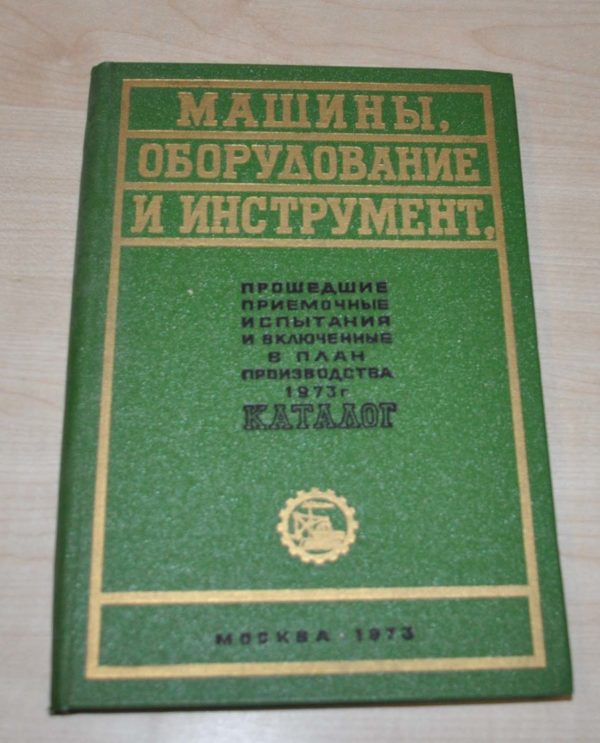 МАШИНЫ,
ОБОРУДОВАНИЕ
И ИНСТРУМЕНТ,
ПРОШЕДШИЕ
ПРИЕМОЧНЫЕ
ИСПЫТАНИЯ
И ВКЛЮЧЕННЫЕ
В ПЛАН
ПРОИЗВОДСТВА
1973 г.
КАТАЛОГ
МОСКВА · 1973